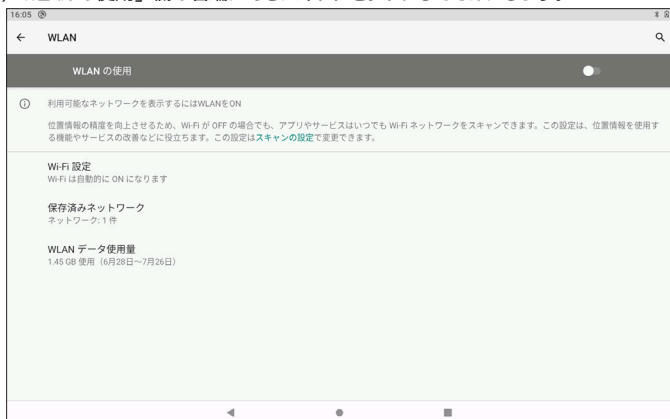 16:05
WLAN
WLAN の使用
利用可能なネットワークを表示するにはWLANをON
位置情報の精度を向上させるため、Wi-Fi が OFF の場合でも、アプリやサービスはいつでも Wi-Fi ネットワークをスキャンできます。この設定は、位置情報を使用す
る機能やサービスの改善などに役立ちます。この設定はスキャンの設定で変更できます。
Wi-Fi 設定
Wi-Fi は自動的に ON になります
保存済みネットワーク
ネットワーク: 1 件
WLAN データ使用量
1.45 GB 使用（6月28日～7月26日）